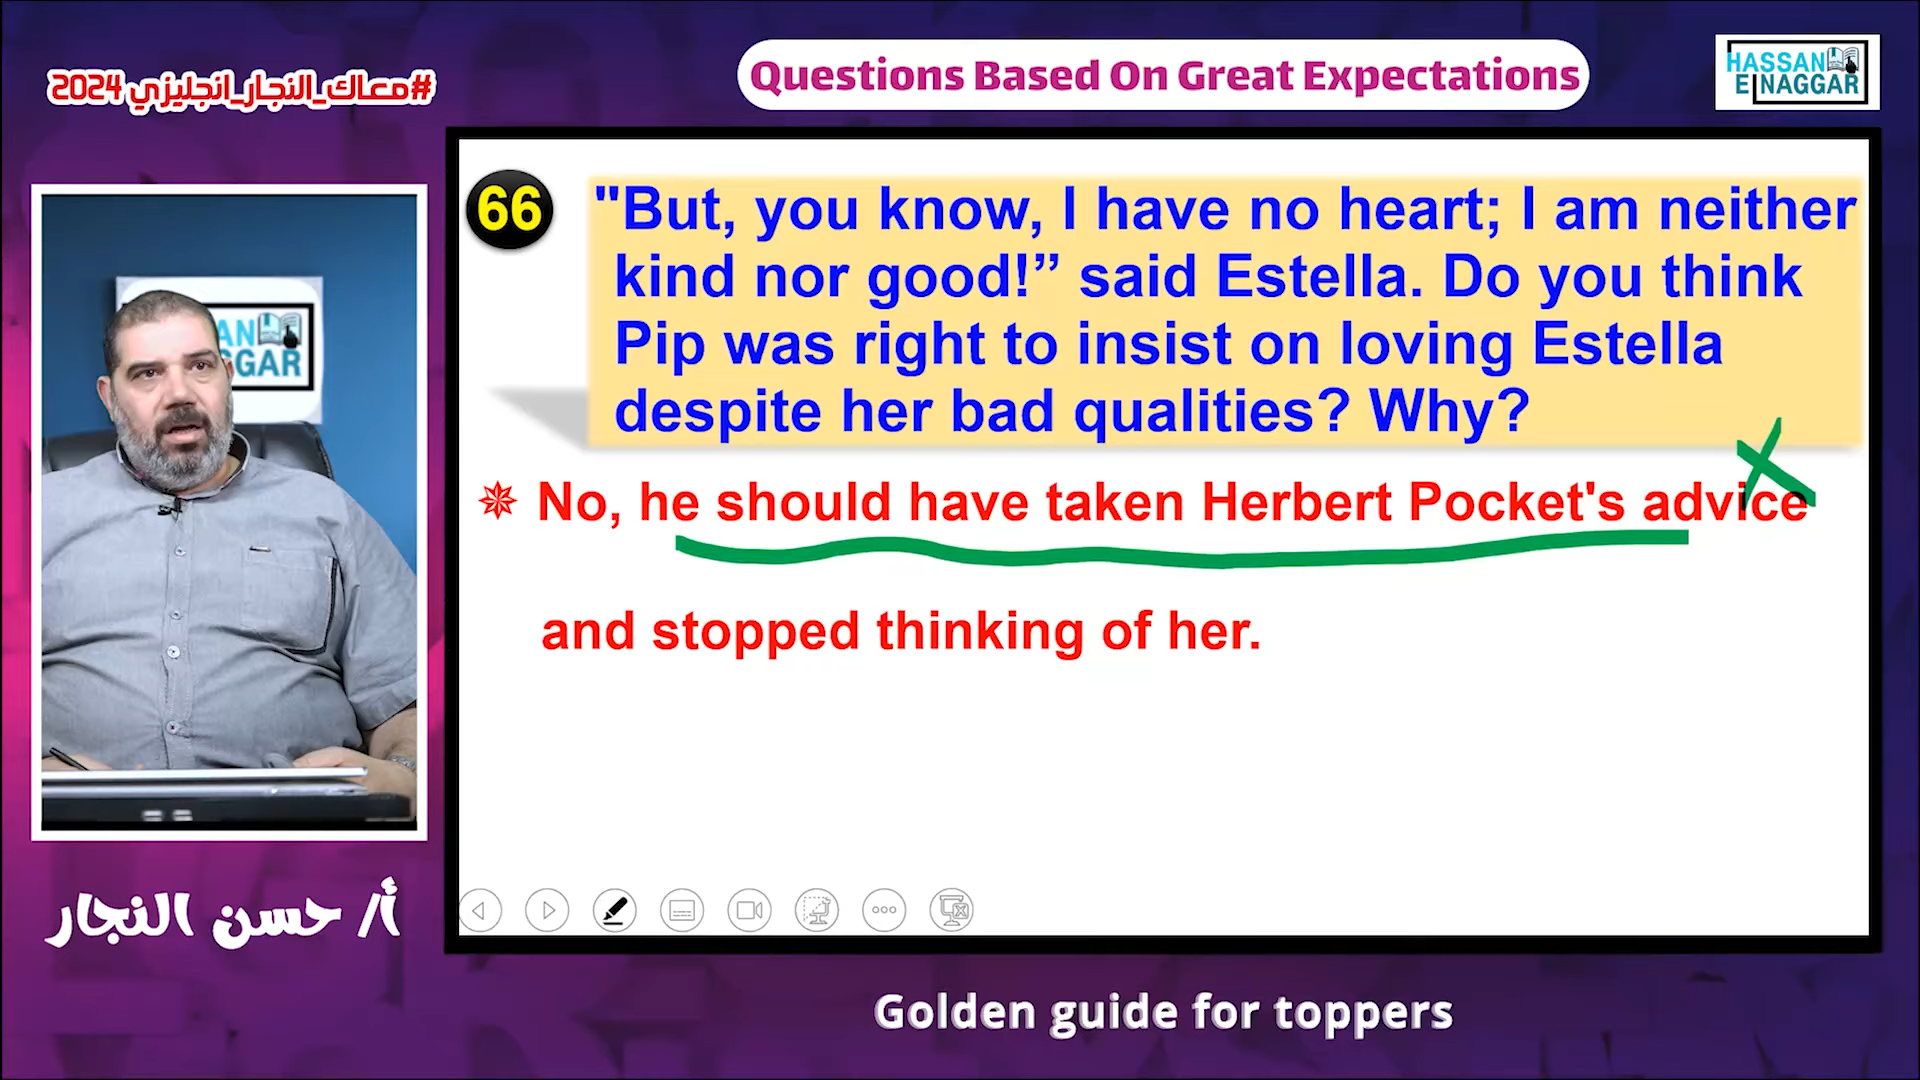 #معاك_النجار_انجليزي 2024
Questions Based On Great Expectations
HASSAN
ELNAGGAR
66
"But, you know, I have no heart; I am neither
kind nor good!” said Estella. Do you think
Pip was right to insist on loving Estella
despite her bad qualities? Why?
No, he should have taken Herbert Pocket's advice
and stopped thinking of her.
AN
GGAR
أ/ حسن النجار
Golden guide for toppers